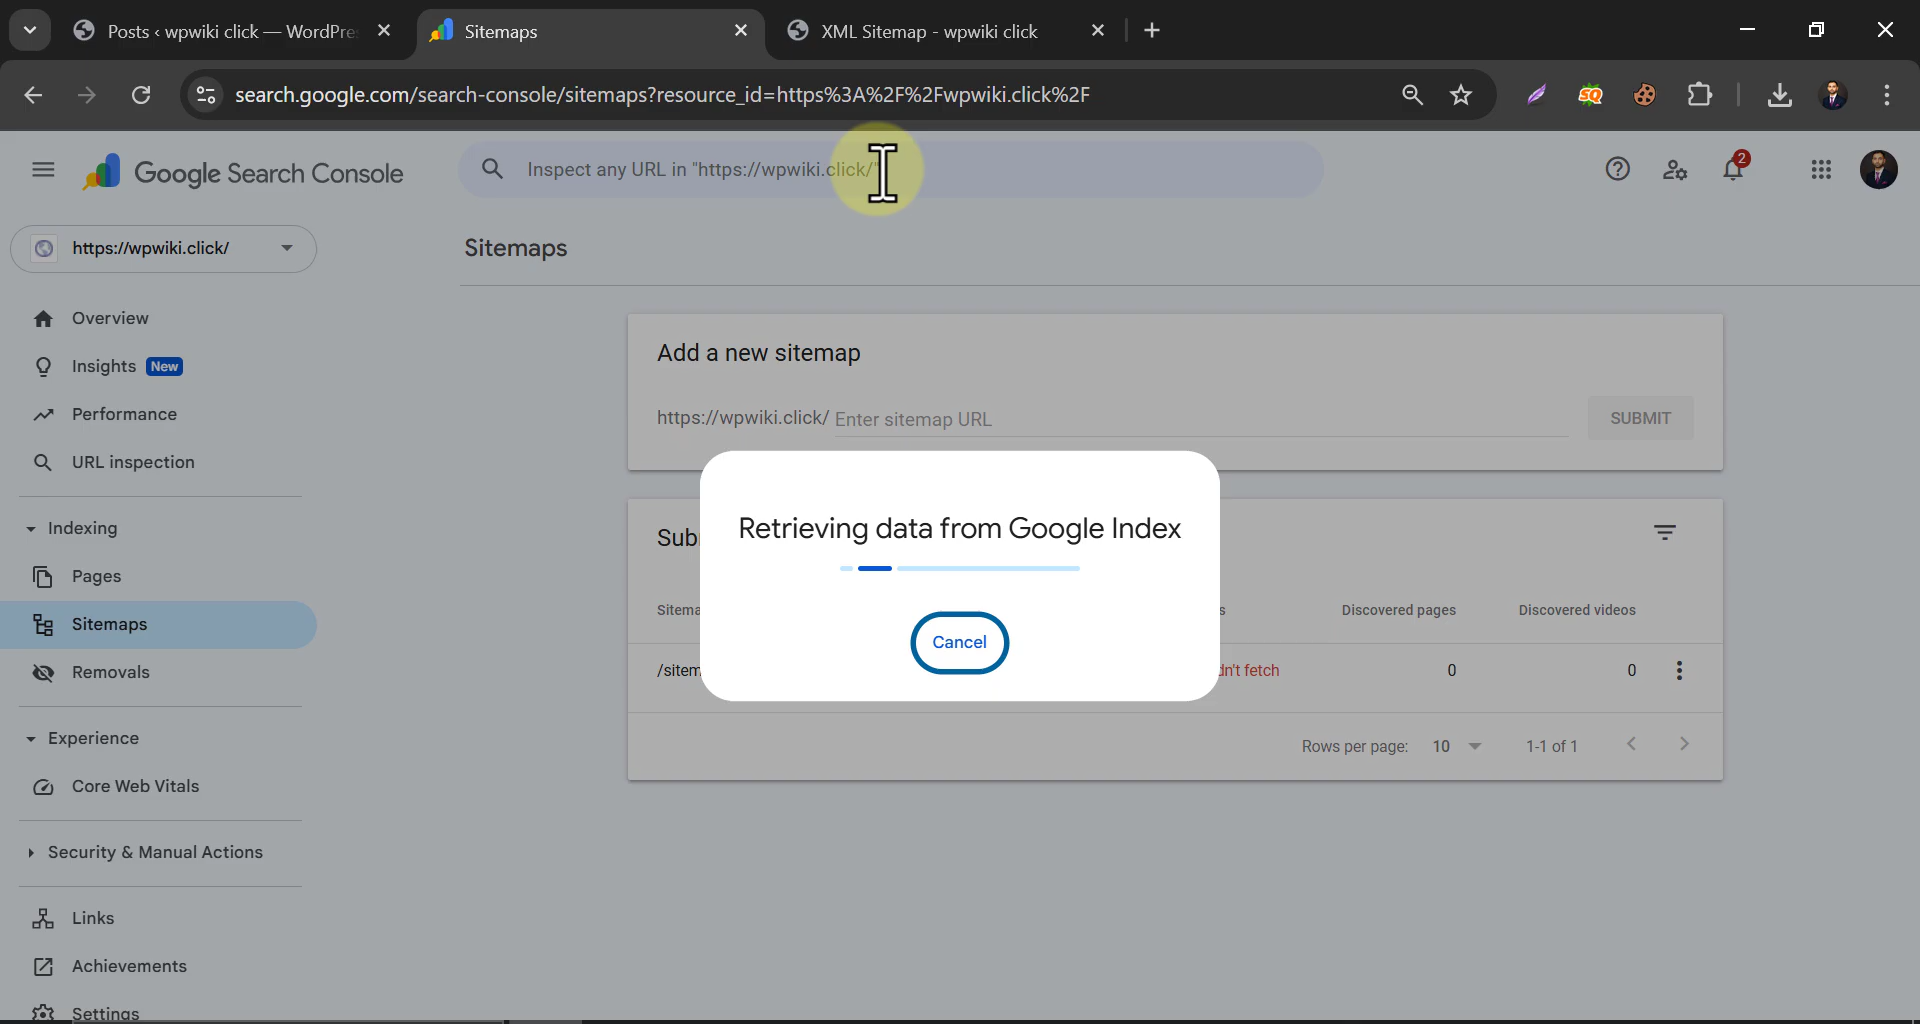 Posts ‹ wpwiki click — WordPre
Sitemaps
XML Sitemap - wpwiki click
search.google.com/search-console/sitemaps?resource_id=https%3A%2F%2Fwpwiki.click%2F
SQ
Google Search Console
Inspect any URL in "https://wpwiki.click/"
2
https://wpwiki.click/
Sitemaps
Overview
Insights New
Performance
URL inspection
Indexing
Pages
Sitemaps
Removals
Experience
Core Web Vitals
Security & Manual Actions
Links
Achievements
Settings
Add a new sitemap
https://wpwiki.click/ Enter sitemap URL
SUBMIT
Retrieving data from Google Index
Cancel
Sub
Sitema s Discovered pages Discovered videos
/sitem dn't fetch 0 0
Rows per page: 10 1-1 of 1